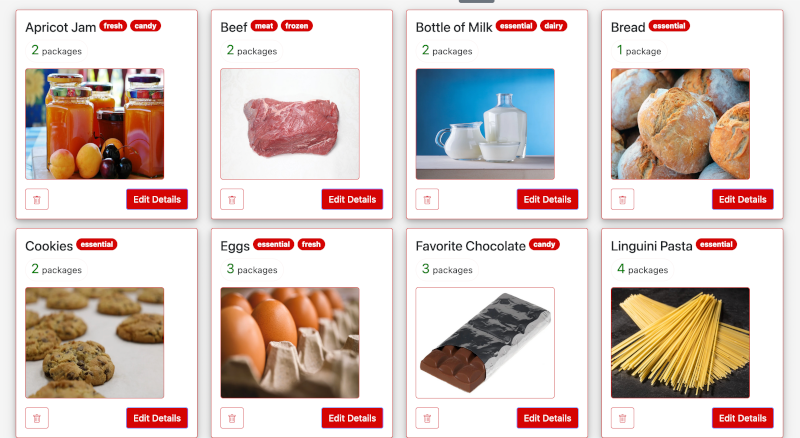 Apricot Jam fresh candy
2 packages
Edit Details
Beef meat frozen
2 packages
Edit Details
Bottle of Milk essential dairy
2 packages
Edit Details
Bread essential
1 package
Edit Details
Cookies essential
2 packages
Edit Details
Eggs essential fresh
3 packages
Edit Details
Favorite Chocolate candy
3 packages
Edit Details
Linguini Pasta essential
4 packages
Edit Details